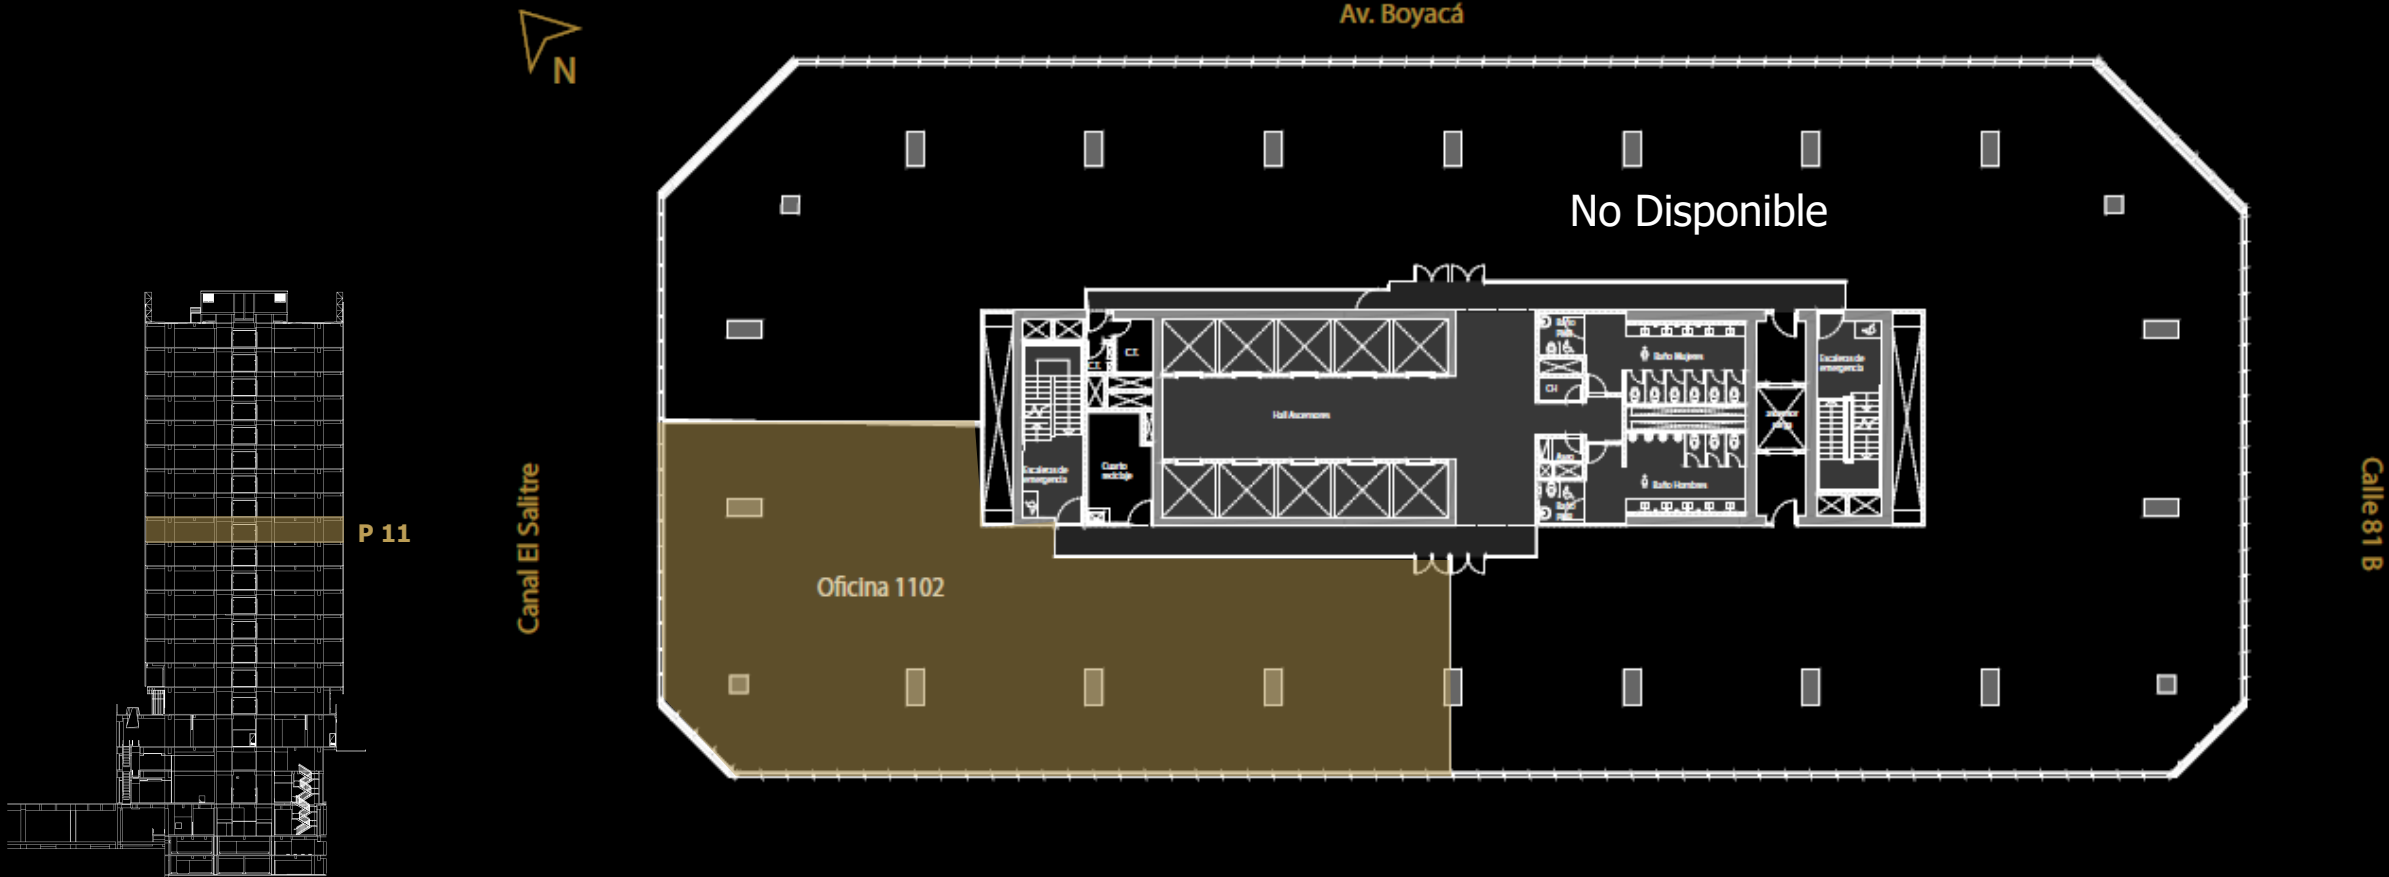 Av. Boyacá
N
No Disponible
C.T.
C.T.
Baño Mujeres
Escaleras de
emergencia
CH
Hall Ascensores
Canal El Salitre
Escaleras de
emergencia
Cuarto
reciclaje
Aseo
Baño Hombres
Calle 81 B
P 11
Oficina 1102